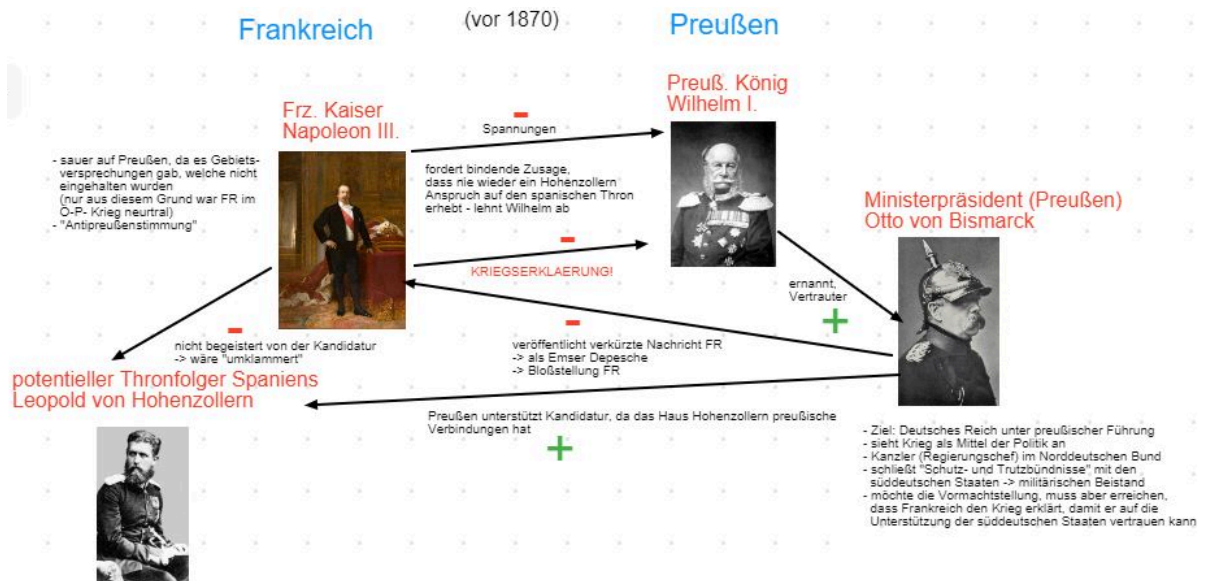 Frankreich
(vor 1870)
Preußen
Frz. Kaiser
Napoleon III.
Preuß. König
Wilhelm I.
- sauer auf Preußen, da es Gebiets-
versprechungen gab, welche nicht
eingehalten wurden
(nur aus diesem Grund war FR im
Ö-P- Krieg neurtral)
- "Antipreußenstimmung"
-
Spannungen
fordert bindende Zusage,
dass nie wieder ein Hohenzollern
Anspruch auf den spanischen Thron
erhebt - lehnt Wilhelm ab
-
KRIEGSERKLAERUNG!
Ministerpräsident (Preußen)
Otto von Bismarck
ernannt,
Vertrauter
+
-
nicht begeistert von der Kandidatur
-> wäre "umklammert"
-
veröffentlicht verkürzte Nachricht FR
-> als Emser Depesche
-> Bloßstellung FR
potentieller Thronfolger Spaniens
Leopold von Hohenzollern
Preußen unterstützt Kandidatur, da das Haus Hohenzollern preußische
Verbindungen hat
+
- Ziel: Deutsches Reich unter preußischer Führung
- sieht Krieg als Mittel der Politik an
- Kanzler (Regierungschef) im Norddeutschen Bund
- schließt "Schutz- und Trutzbündnisse" mit den
süddeutschen Staaten -> militärischen Beistand
- möchte die Vormachtstellung, muss aber erreichen,
dass Frankreich den Krieg erklärt, damit er auf die
Unterstützung der süddeutschen Staaten vertrauen kann